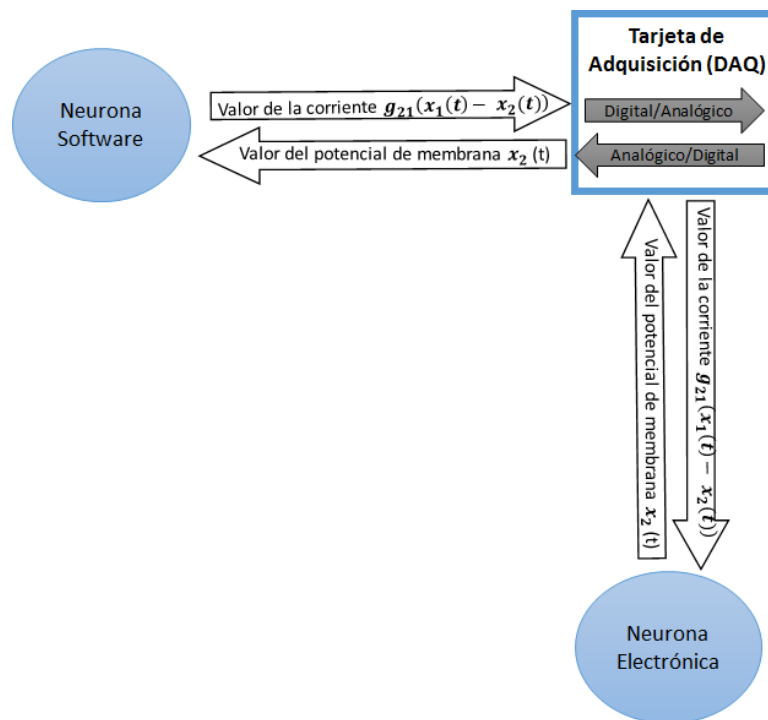 Tarjeta de
Adquisición (DAQ)
Neurona
Software
Valor de la corriente g₂₁(x₁(t) − x₂(t))
Digital/Analógico
Valor del potencial de membrana x₂ (t)
Analógico/Digital
Valor del potencial de membrana x₂ (t)
Valor de la corriente g₂₁(x₁(t) − x₂(t))
Neurona
Electrónica